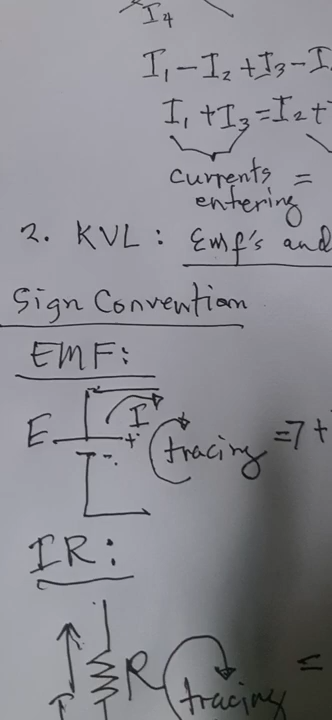 I4
I1 - I2 + I3 - I
I1 + I3 = I2 +
currents =
entering
2. KVL : Emf's and
Sign Convention
EMF:
I
E + - tracing => +
IR:
I R tracing =